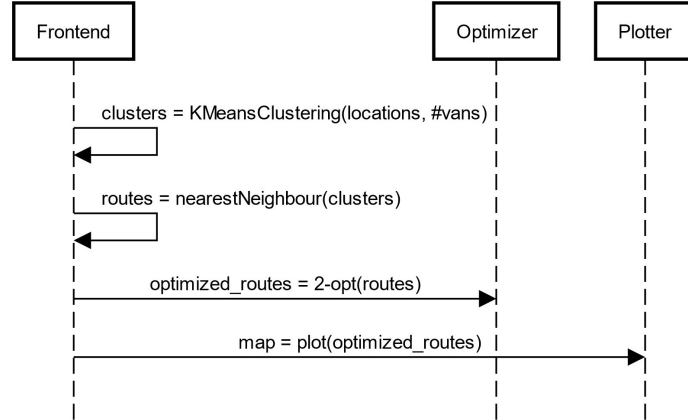 Frontend
Optimizer
Plotter
clusters = KMeansClustering(locations, #vans)
routes = nearestNeighbour(clusters)
optimized_routes = 2-opt(routes)
map = plot(optimized_routes)